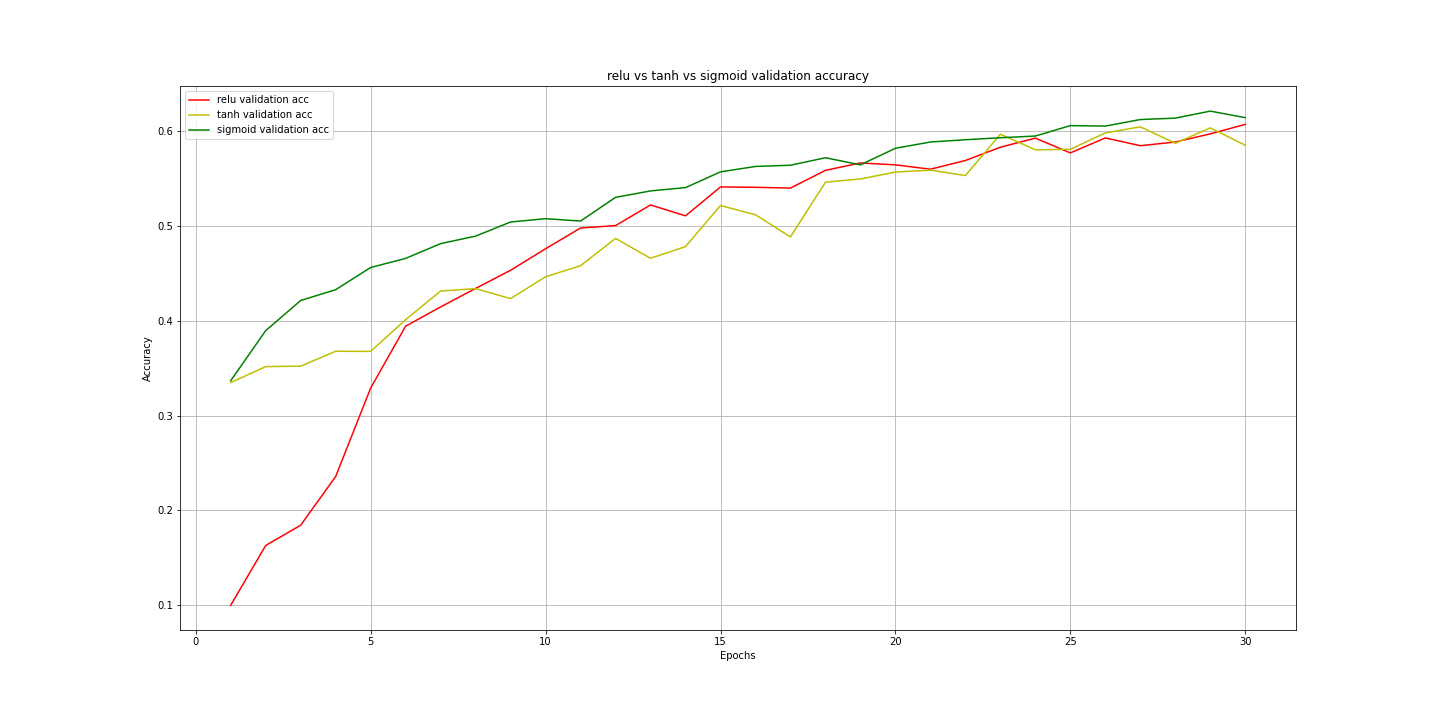 relu vs tanh vs sigmoid validation accuracy
relu validation acc
tanh validation acc
sigmoid validation acc
0.6
0.5
0.4
0.3
0.2
0.1
Accuracy
0 5 10 15 20 25 30
Epochs